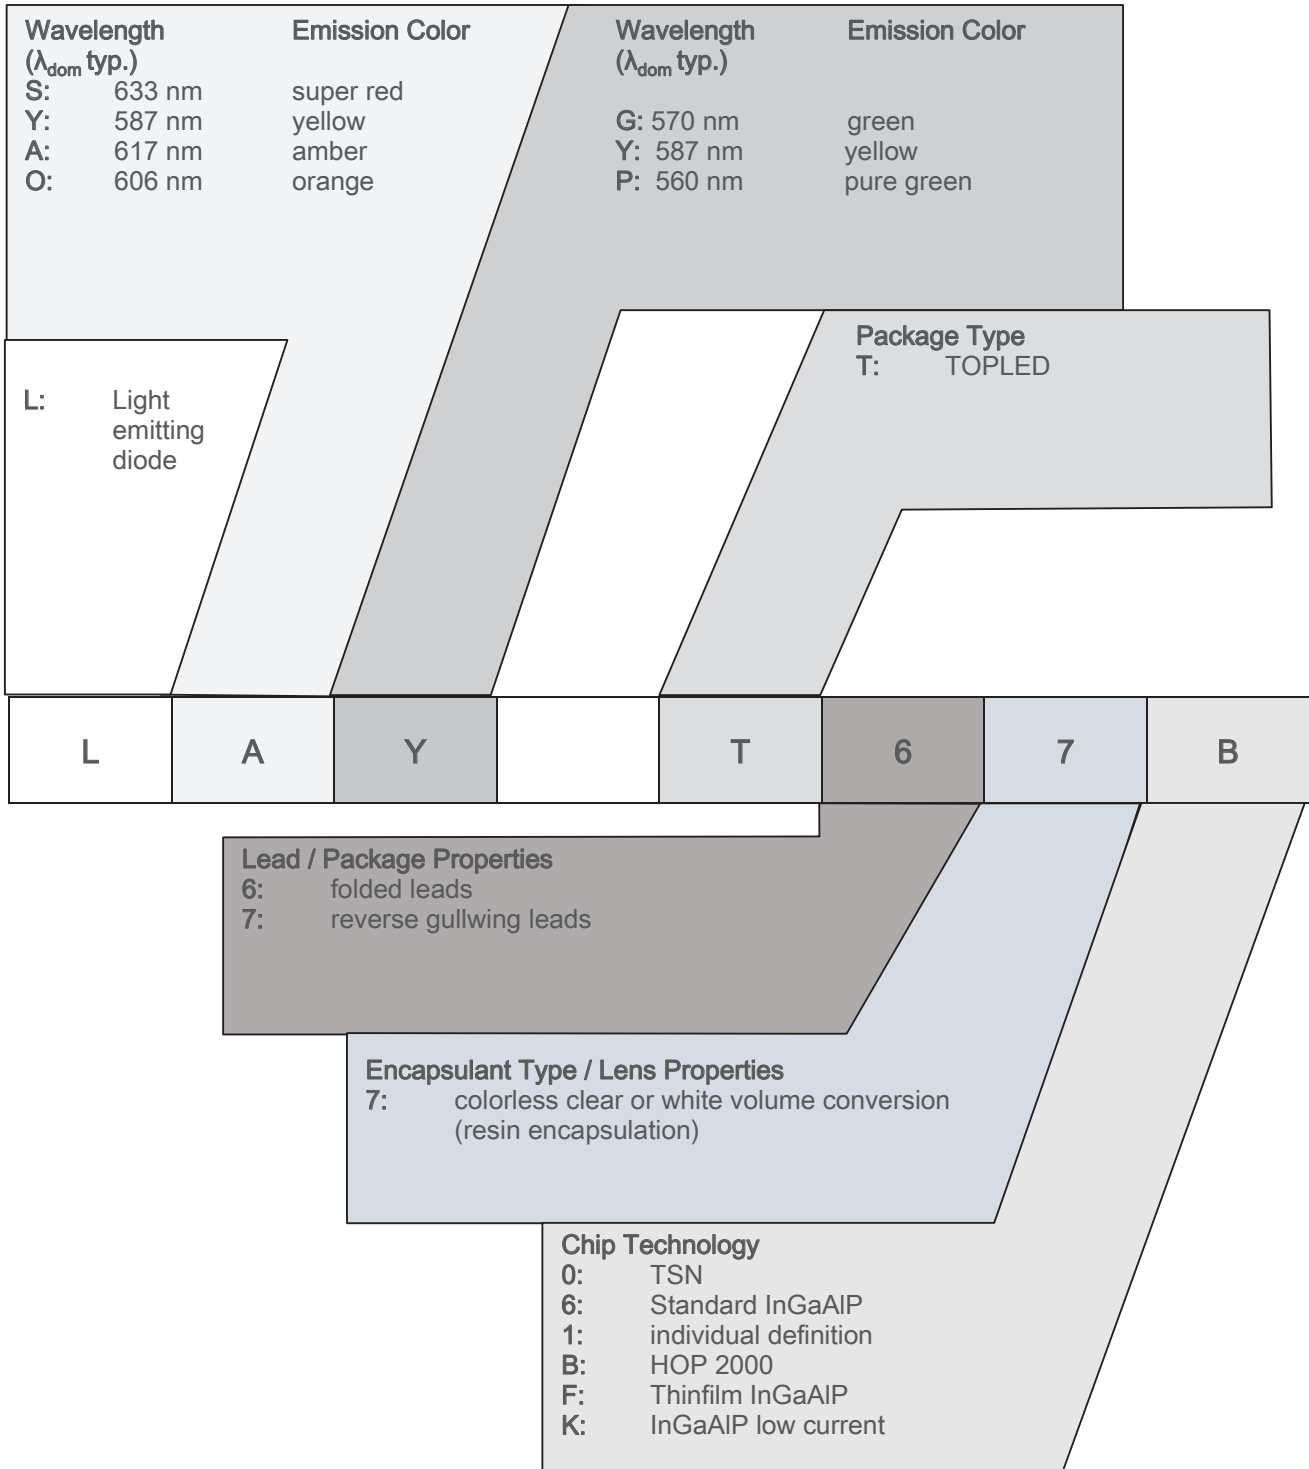 Wavelength Emission Color
(λdom typ.)
S: 633 nm super red
Y: 587 nm yellow
A: 617 nm amber
O: 606 nm orange
Wavelength Emission Color
(λdom typ.)
G: 570 nm green
Y: 587 nm yellow
P: 560 nm pure green
Package Type
T: TOPLED
L: Light
emitting
diode
L A Y T 6 7 B
Lead / Package Properties
6: folded leads
7: reverse gullwing leads
Encapsulant Type / Lens Properties
7: colorless clear or white volume conversion
(resin encapsulation)
Chip Technology
0: TSN
6: Standard InGaAlP
1: individual definition
B: HOP 2000
F: Thinfilm InGaAlP
K: InGaAlP low current